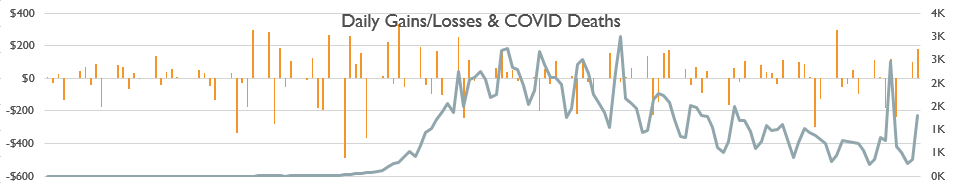 Daily Gains/Losses & COVID Deaths
$400
$200
$0
-$200
-$400
-$600
4K
3K
3K
2K
2K
1K
1K
0K